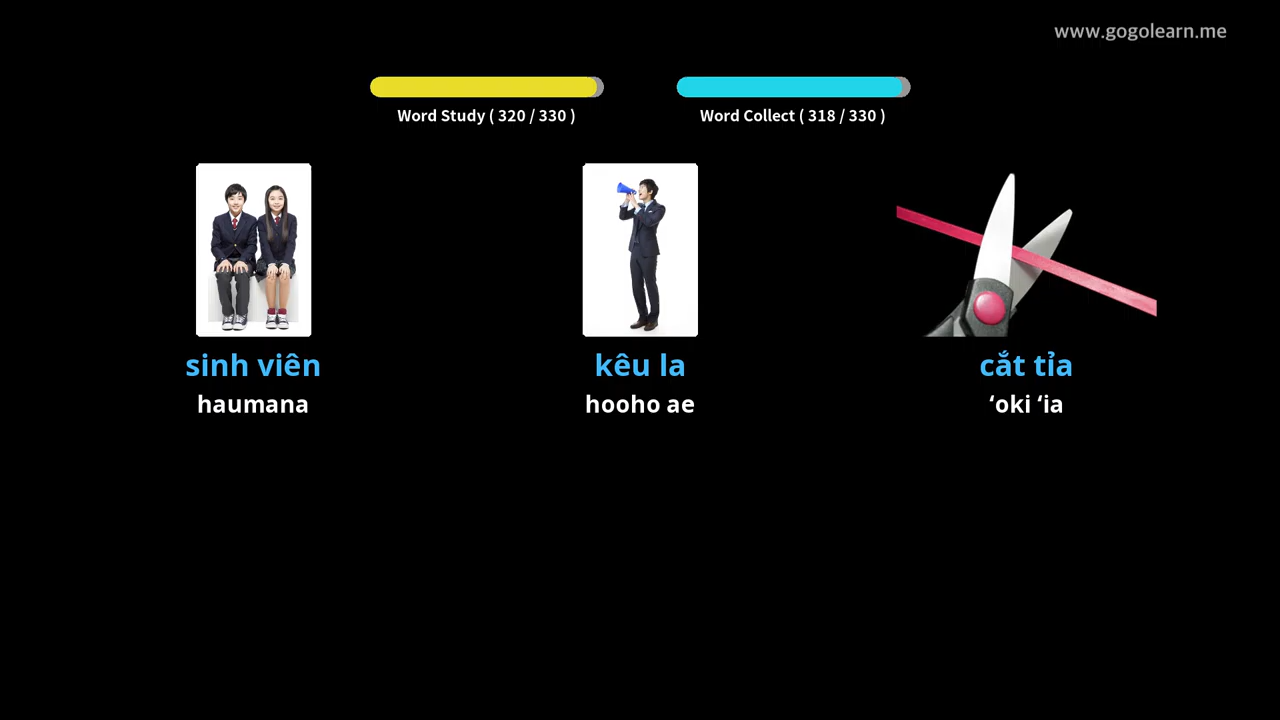 www.gogolearn.me
Word Study ( 320 / 330 )
Word Collect ( 318 / 330 )
sinh viên
haumana
kêu la
hooho ae
cắt tỉa
ʻoki ʻia